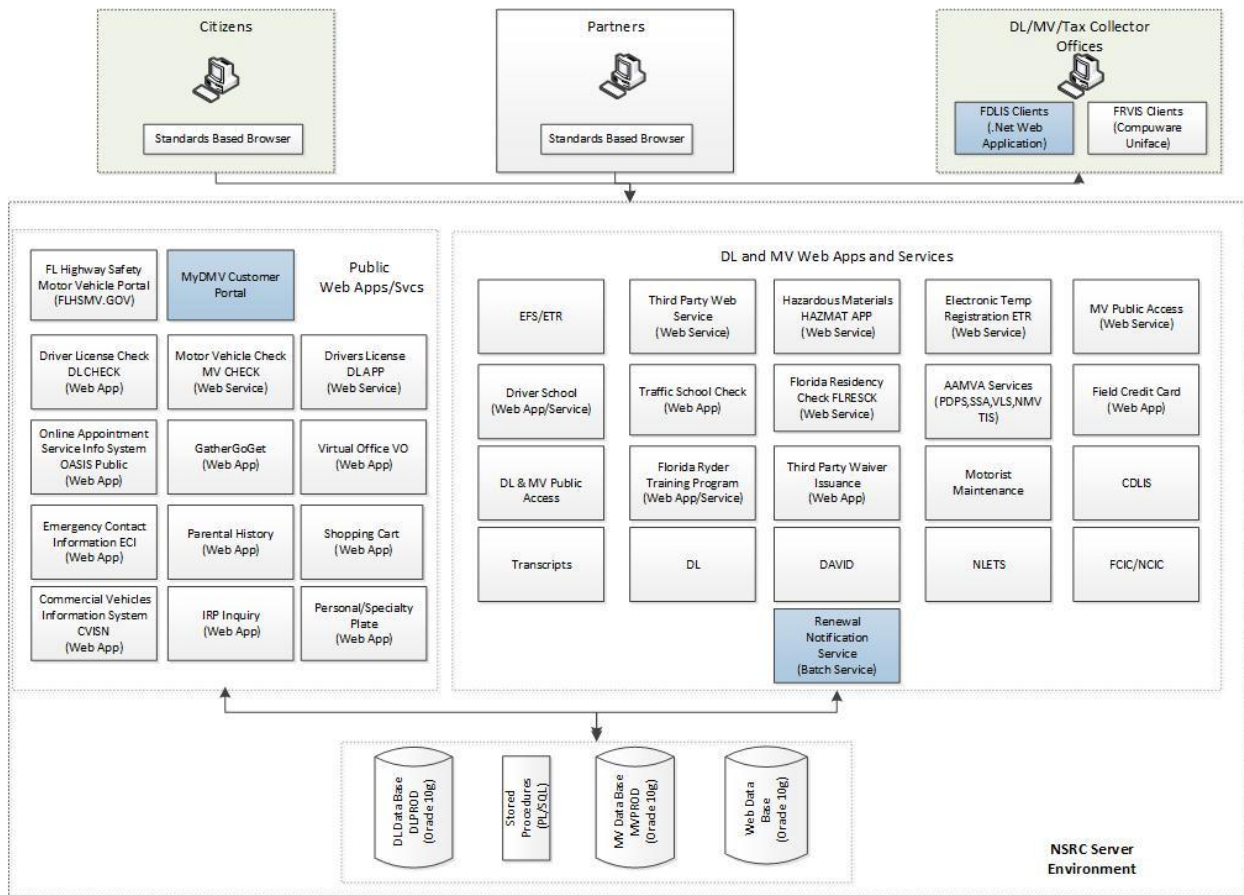 Citizens
Standards Based Browser
Partners
Standards Based Browser
DL/MV/Tax Collector
Offices
FDLIS Clients
(.Net Web
Application)
FRVIS Clients
(Compuware
Uniface)
FL Highway Safety
Motor Vehicle Portal
(FLHSMV.GOV)
MyDMV Customer
Portal
Public
Web Apps/Svcs
Driver License Check
DLCHECK
(Web App)
Motor Vehicle Check
MV CHECK
(Web Service)
Drivers License
DLAPP
(Web Service)
Online Appointment
Service Info System
OASIS Public
(Web App)
GatherGoGet
(Web App)
Virtual Office VO
(Web App)
Emergency Contact
Information ECI
(Web App)
Parental History
(Web App)
Shopping Cart
(Web App)
Commercial Vehicles
Information System
CVISN
(Web App)
IRP Inquiry
(Web App)
Personal/Specialty
Plate
(Web App)
DL and MV Web Apps and Services
EFS/ETR
Third Party Web
Service
(Web Service)
Hazardous Materials
HAZMAT APP
(Web Service)
Electronic Temp
Registration ETR
(Web Service)
MV Public Access
(Web Service)
Driver School
(Web App/Service)
Traffic School Check
(Web App)
Florida Residency
Check FLRESCK
(Web Service)
AAMVA Services
(PDPS,SSA,VLS,NMV
TIS)
Field Credit Card
(Web App)
DL & MV Public
Access
Florida Ryder
Training Program
(Web App/Service)
Third Party Waiver
Issuance
(Web App)
Motorist
Maintenance
CDLIS
Transcripts
DL
DAVID
NLETS
FCIC/NCIC
Renewal
Notification
Service
(Batch Service)
DL Data Base
DLPROD
(Oracle 10g)
Stored
Procedures
(PL/SQL)
MV Data Base
MVPROD
(Oracle 10g)
Web Data
Base
(Oracle 10g)
NSRC Server
Environment